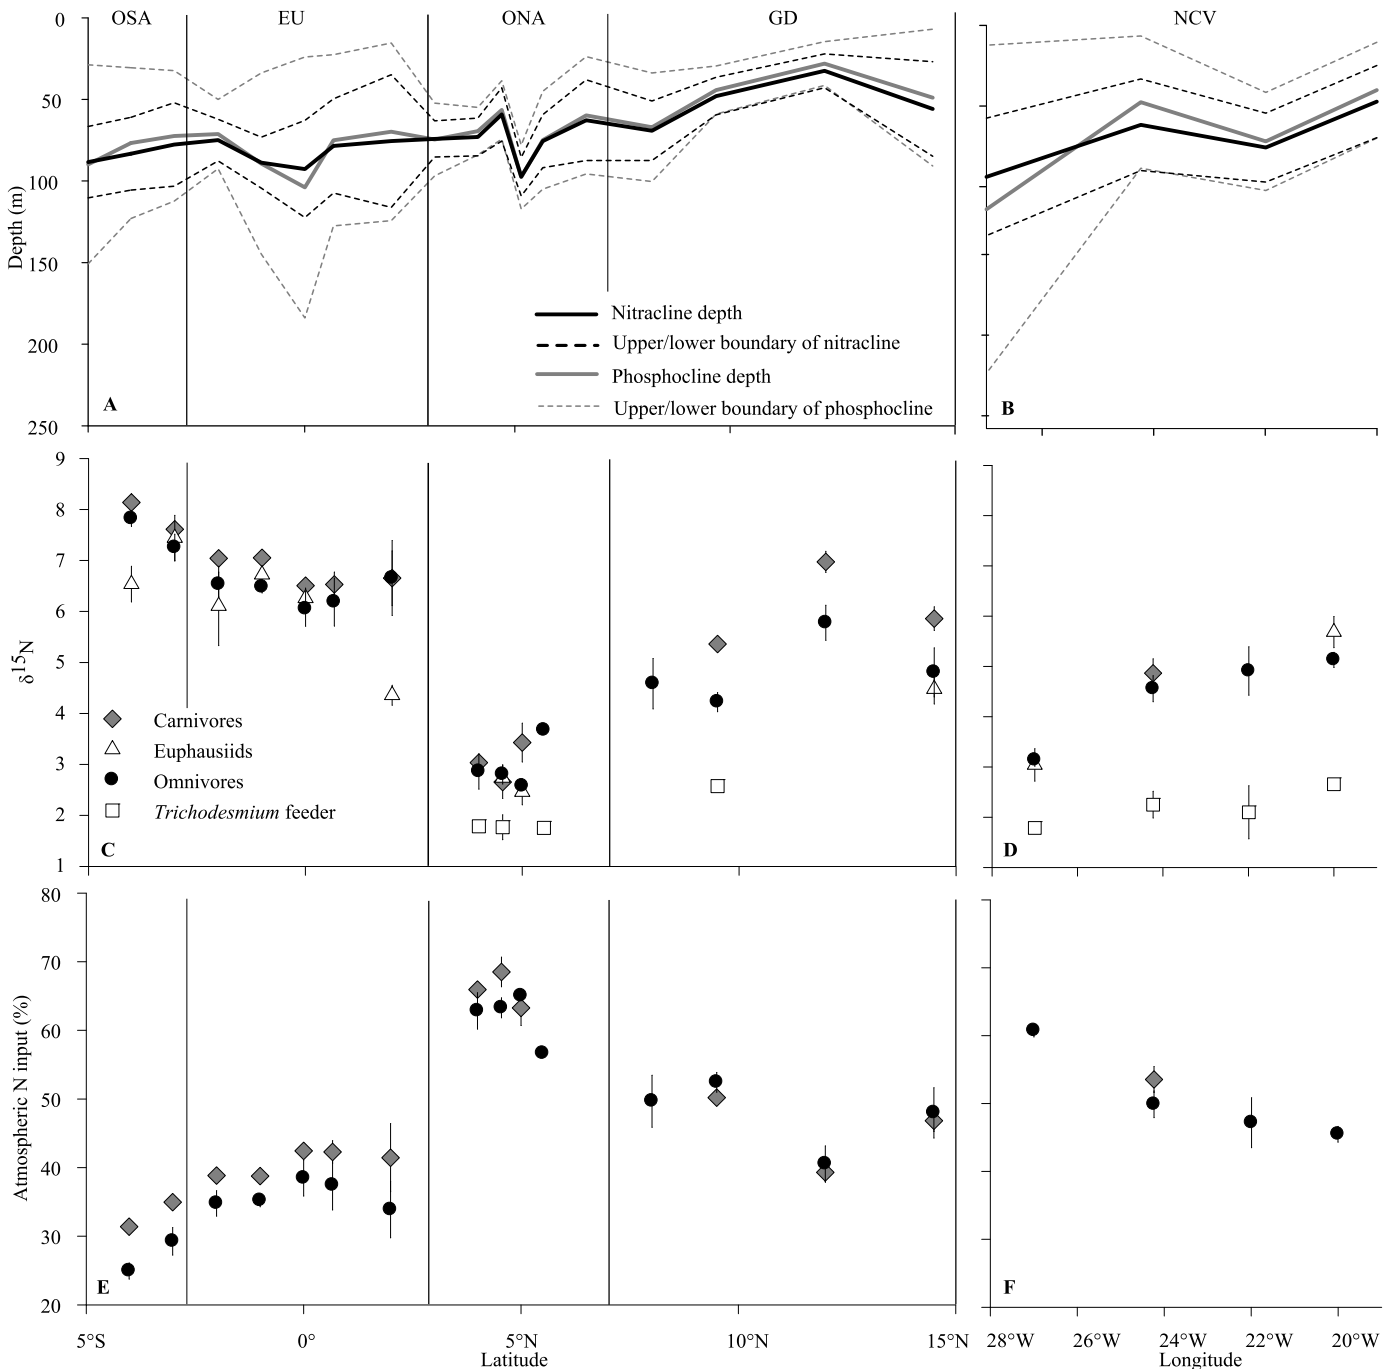 OSA EU ONA GD NCV
0
50
100
150
200
250
Depth (m)
Nitracline depth
Upper/lower boundary of nitracline
Phosphocline depth
Upper/lower boundary of phosphocline
A
B
9
8
7
6
5
4
3
2
1
δ15N
Carnivores
Euphausiids
Omnivores
Trichodesmium feeder
C
D
80
70
60
50
40
30
20
Atmospheric N input (%)
E
F
5°S 0° 5°N 10°N 15°N
Latitude
28°W 26°W 24°W 22°W 20°W
Longitude